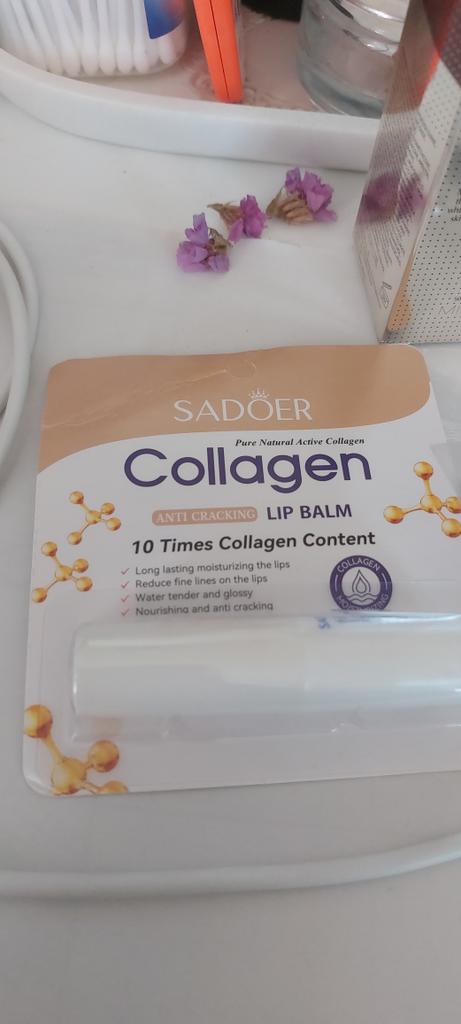 SADOER
Pure Natural Active Collagen
Collagen
ANTI CRACKING LIP BALM
10 Times Collagen Content
Long lasting moisturizing the lips
Reduce fine lines on the lips
Water tender and glossy
Nourishing and anti cracking
COLLAGEN
MOISTURIZING